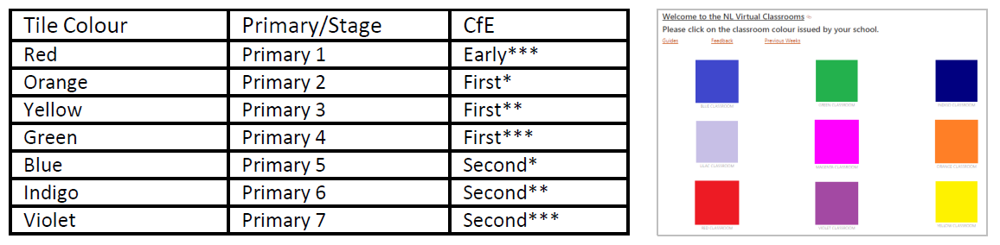 Tile Colour Primary/Stage CfE
Red Primary 1 Early***
Orange Primary 2 First*
Yellow Primary 3 First**
Green Primary 4 First***
Blue Primary 5 Second*
Indigo Primary 6 Second**
Violet Primary 7 Second***
Welcome to the NL Virtual Classrooms
Please click on the classroom colour issued by your school.
Guides Feedback Previous Weeks
BLUE CLASSROOM GREEN CLASSROOM INDIGO CLASSROOM
LILAC CLASSROOM MAGENTA CLASSROOM ORANGE CLASSROOM
RED CLASSROOM VIOLET CLASSROOM YELLOW CLASSROOM